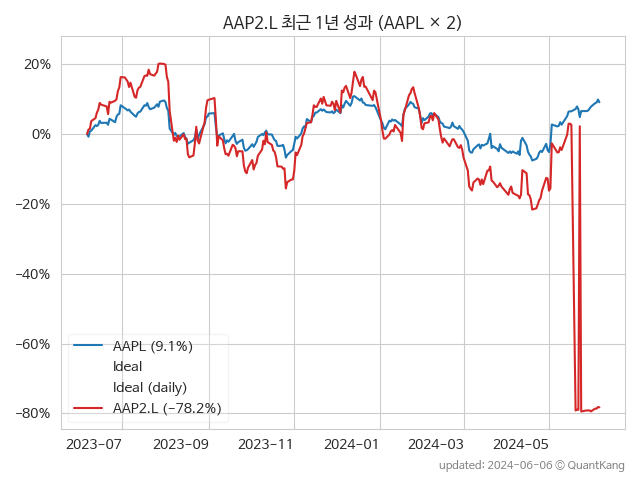 AAP2.L 최근 1년 성과 (AAPL × 2)
20%
0%
−20%
−40%
−60%
−80%
AAPL (9.1%)
Ideal
Ideal (daily)
AAP2.L (−78.2%)
2023-07
2023-09
2023-11
2024-01
2024-03
2024-05
updated: 2024-06-06 ⓒ QuantKang